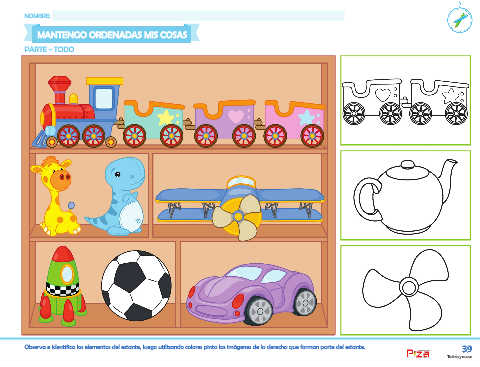 NOMBRE:
MANTENGO ORDENADAS MIS COSAS
PARTE - TODO
Observa e identifica los elementos del estante, luego utilizando colores pinta las imágenes de la derecha que forman parte del estante.
39